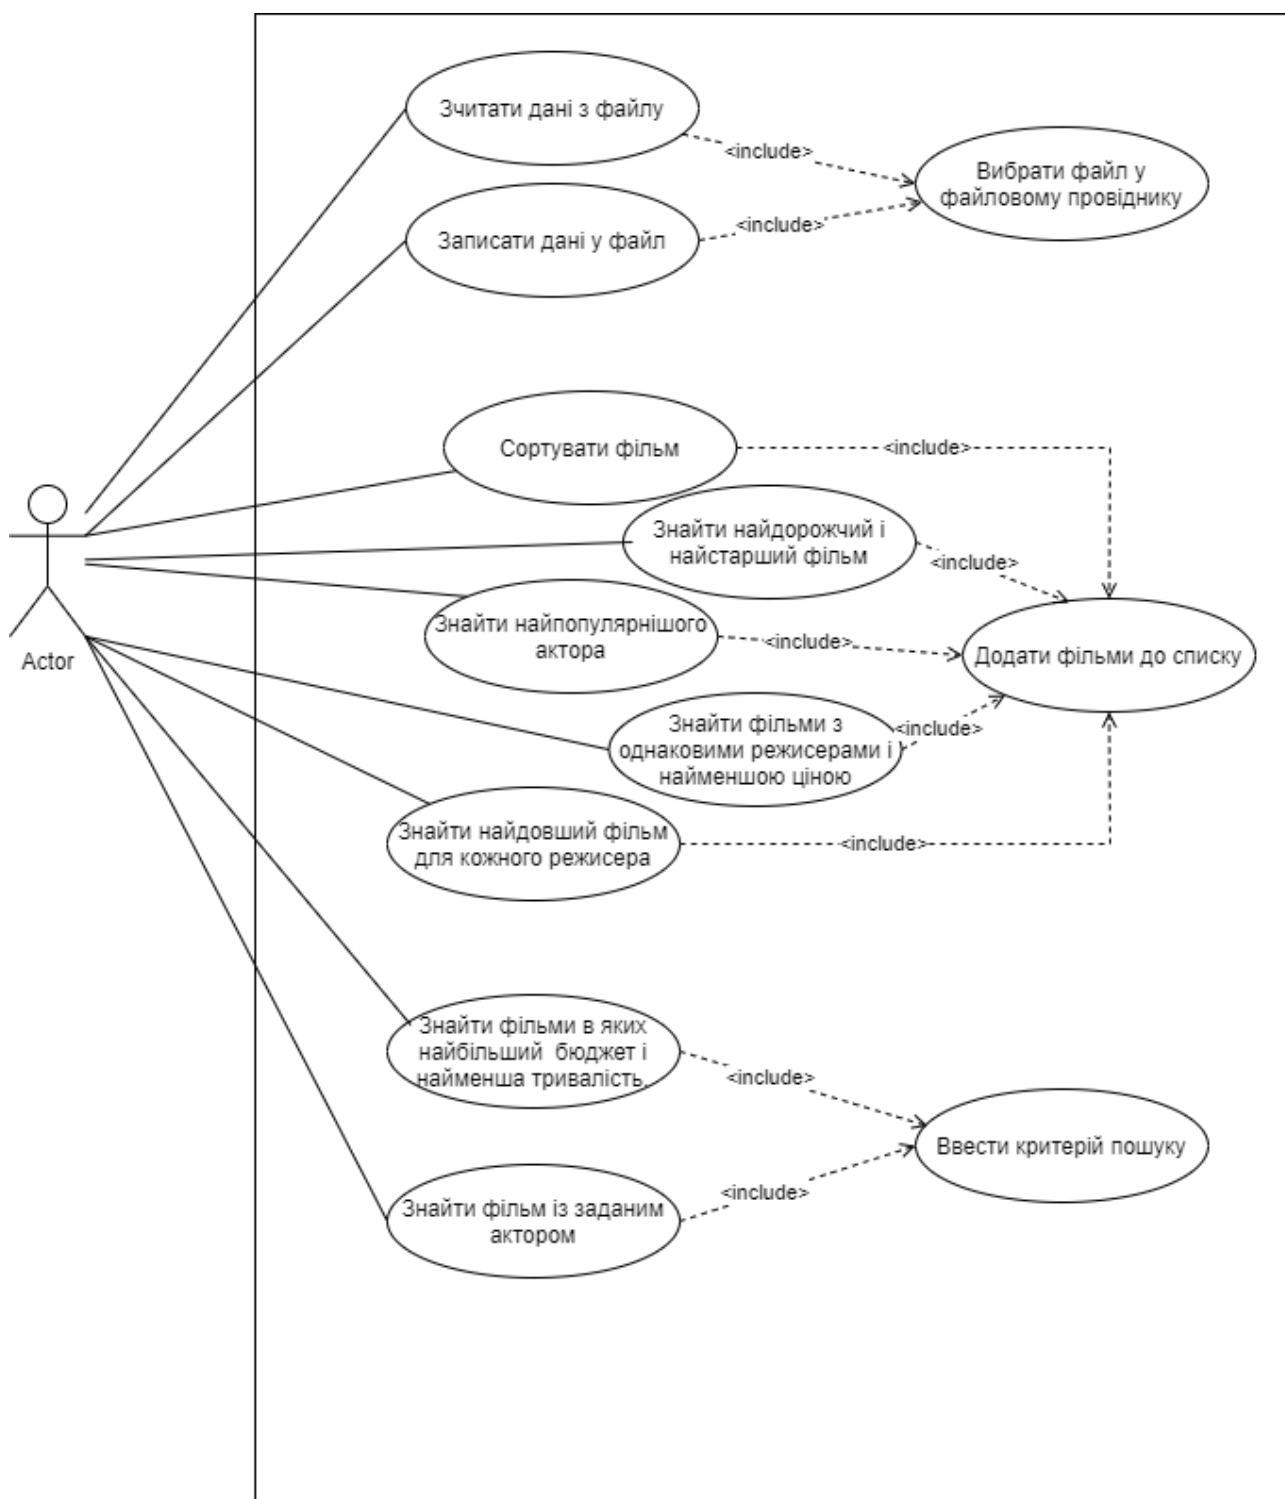 Зчитати дані з файлу
<include>
Вибрати файл у
файловому провіднику
<include>
Записати дані у файл
Сортувати фільм
<include>
Знайти найдорожчий і
найстарший фільм
<include>
Знайти найпопулярнішого
актора
<include>
Додати фільми до списку
Actor
Знайти фільми з
однаковими режисерами і
найменшою ціною
<include>
Знайти найдовший фільм
для кожного режисера
<include>
Знайти фільми в яких
найбільший  бюджет і
найменша тривалість.
<include>
Ввести критерій пошуку
<include>
Знайти фільм із заданим
актором